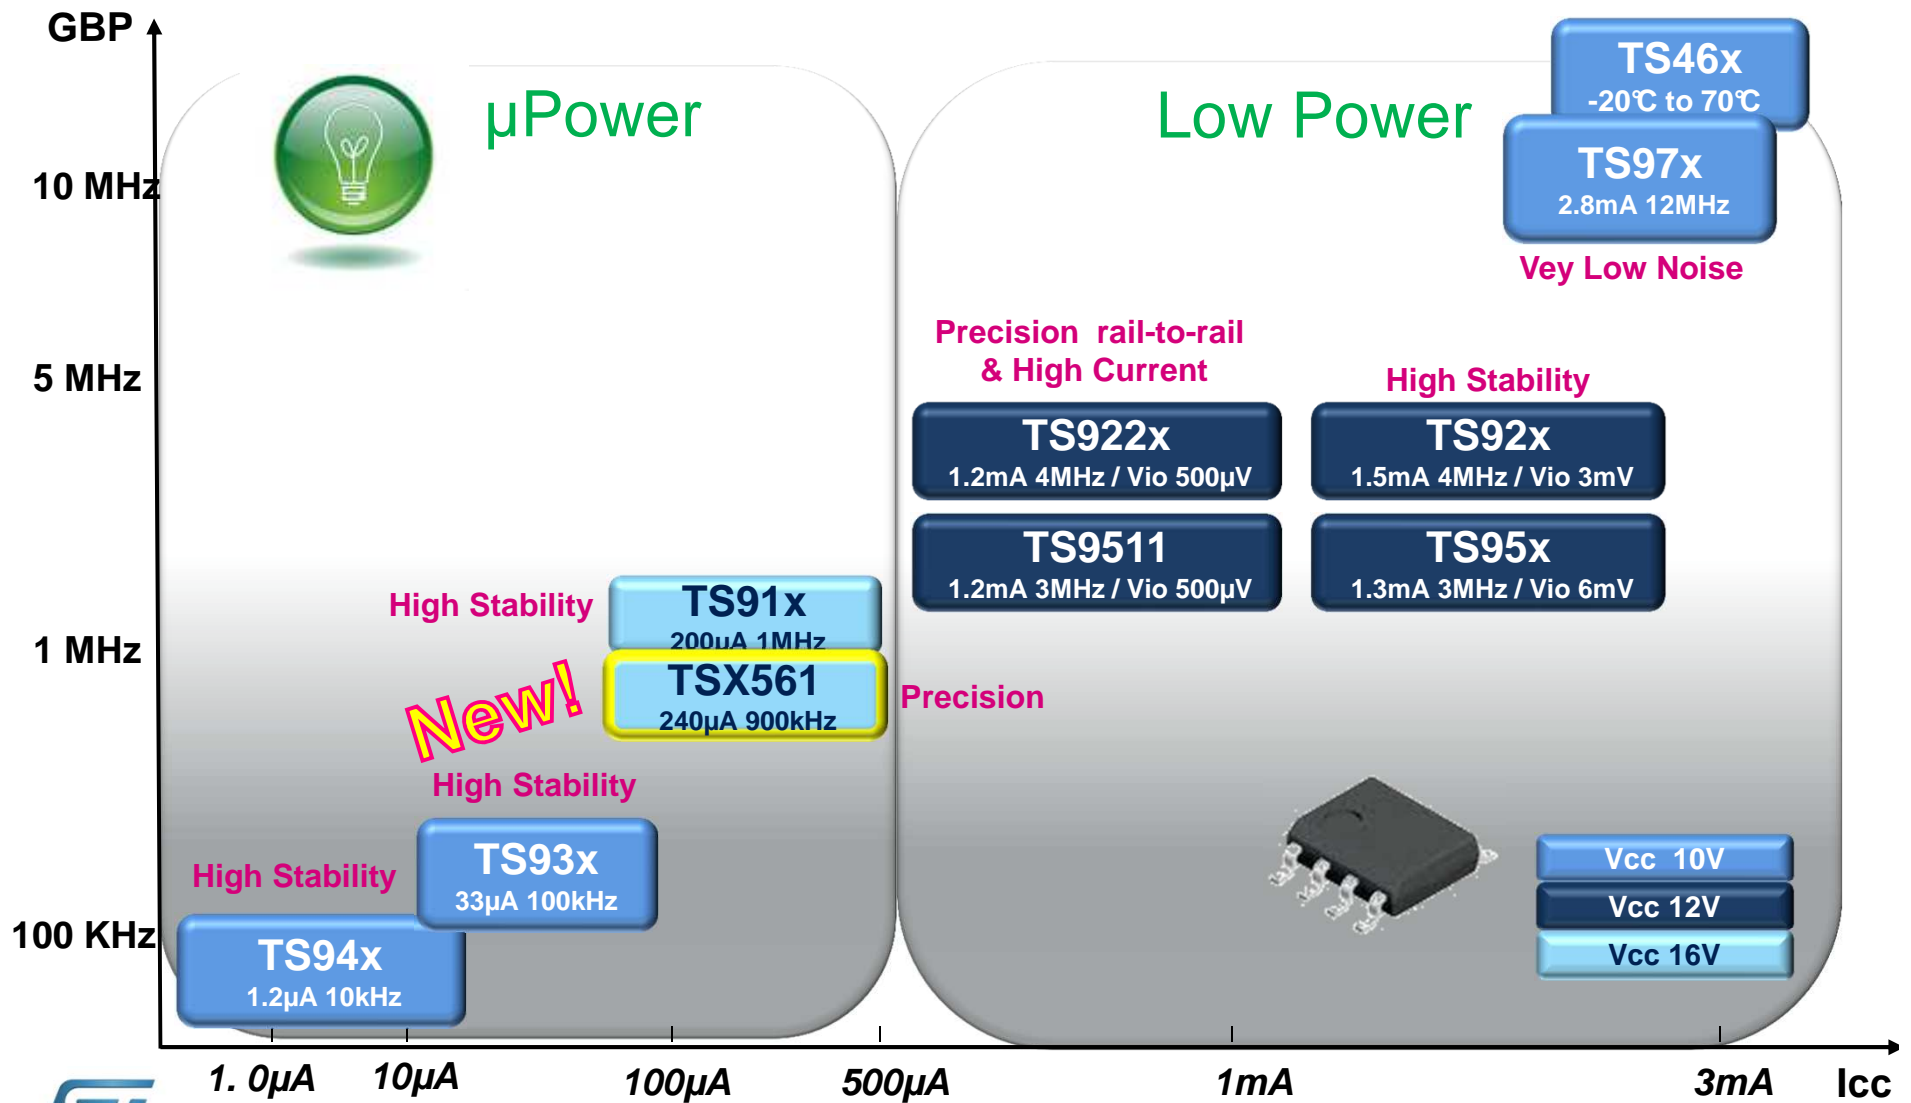 GBP
µPower
Low Power
TS46x
-20°C to 70°C
TS97x
2.8mA 12MHz
Vey Low Noise
10 MHz
Precision rail-to-rail
& High Current
High Stability
5 MHz
TS922x
1.2mA 4MHz / Vio 500µV
TS92x
1.5mA 4MHz / Vio 3mV
TS9511
1.2mA 3MHz / Vio 500µV
TS95x
1.3mA 3MHz / Vio 6mV
High Stability
TS91x
200µA 1MHz
1 MHz
New!
TSX561
240µA 900kHz
Precision
High Stability
TS93x
33µA 100kHz
High Stability
100 KHz
TS94x
1.2µA 10kHz
Vcc 10V
Vcc 12V
Vcc 16V
1. 0µA
10µA
100µA
500µA
1mA
3mA
Icc